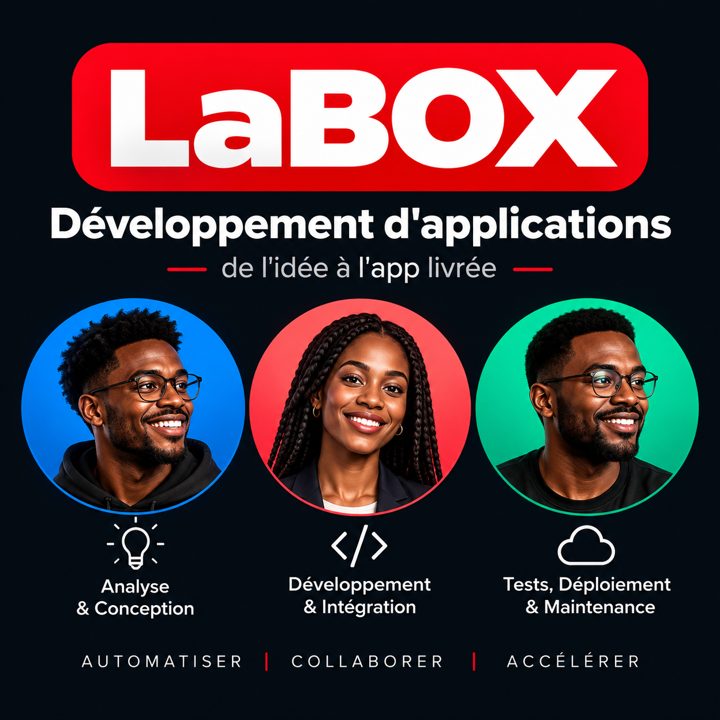 LaBOX
Développement d'applications
de l'idée à l'app livrée
</>
Analyse
& Conception
Développement
& Intégration
Tests, Déploiement
& Maintenance
AUTOMATISER | COLLABORER | ACCÉLÉRER